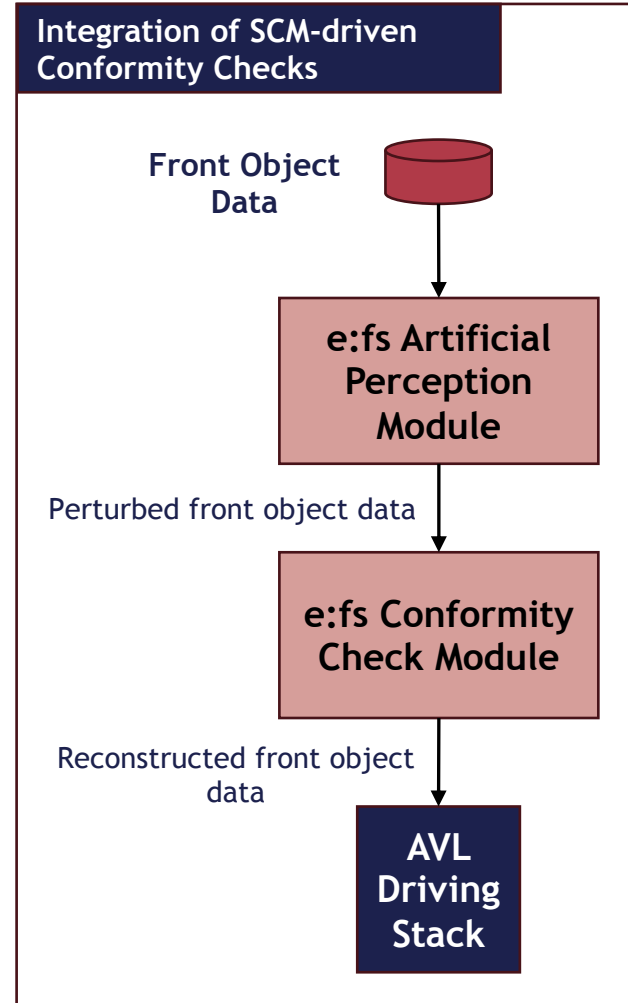 Integration of SCM-driven
Conformity Checks
Front Object
Data
e:fs Artificial
Perception
Module
Perturbed front object data
e:fs Conformity
Check Module
Reconstructed front object
data
AVL
Driving
Stack